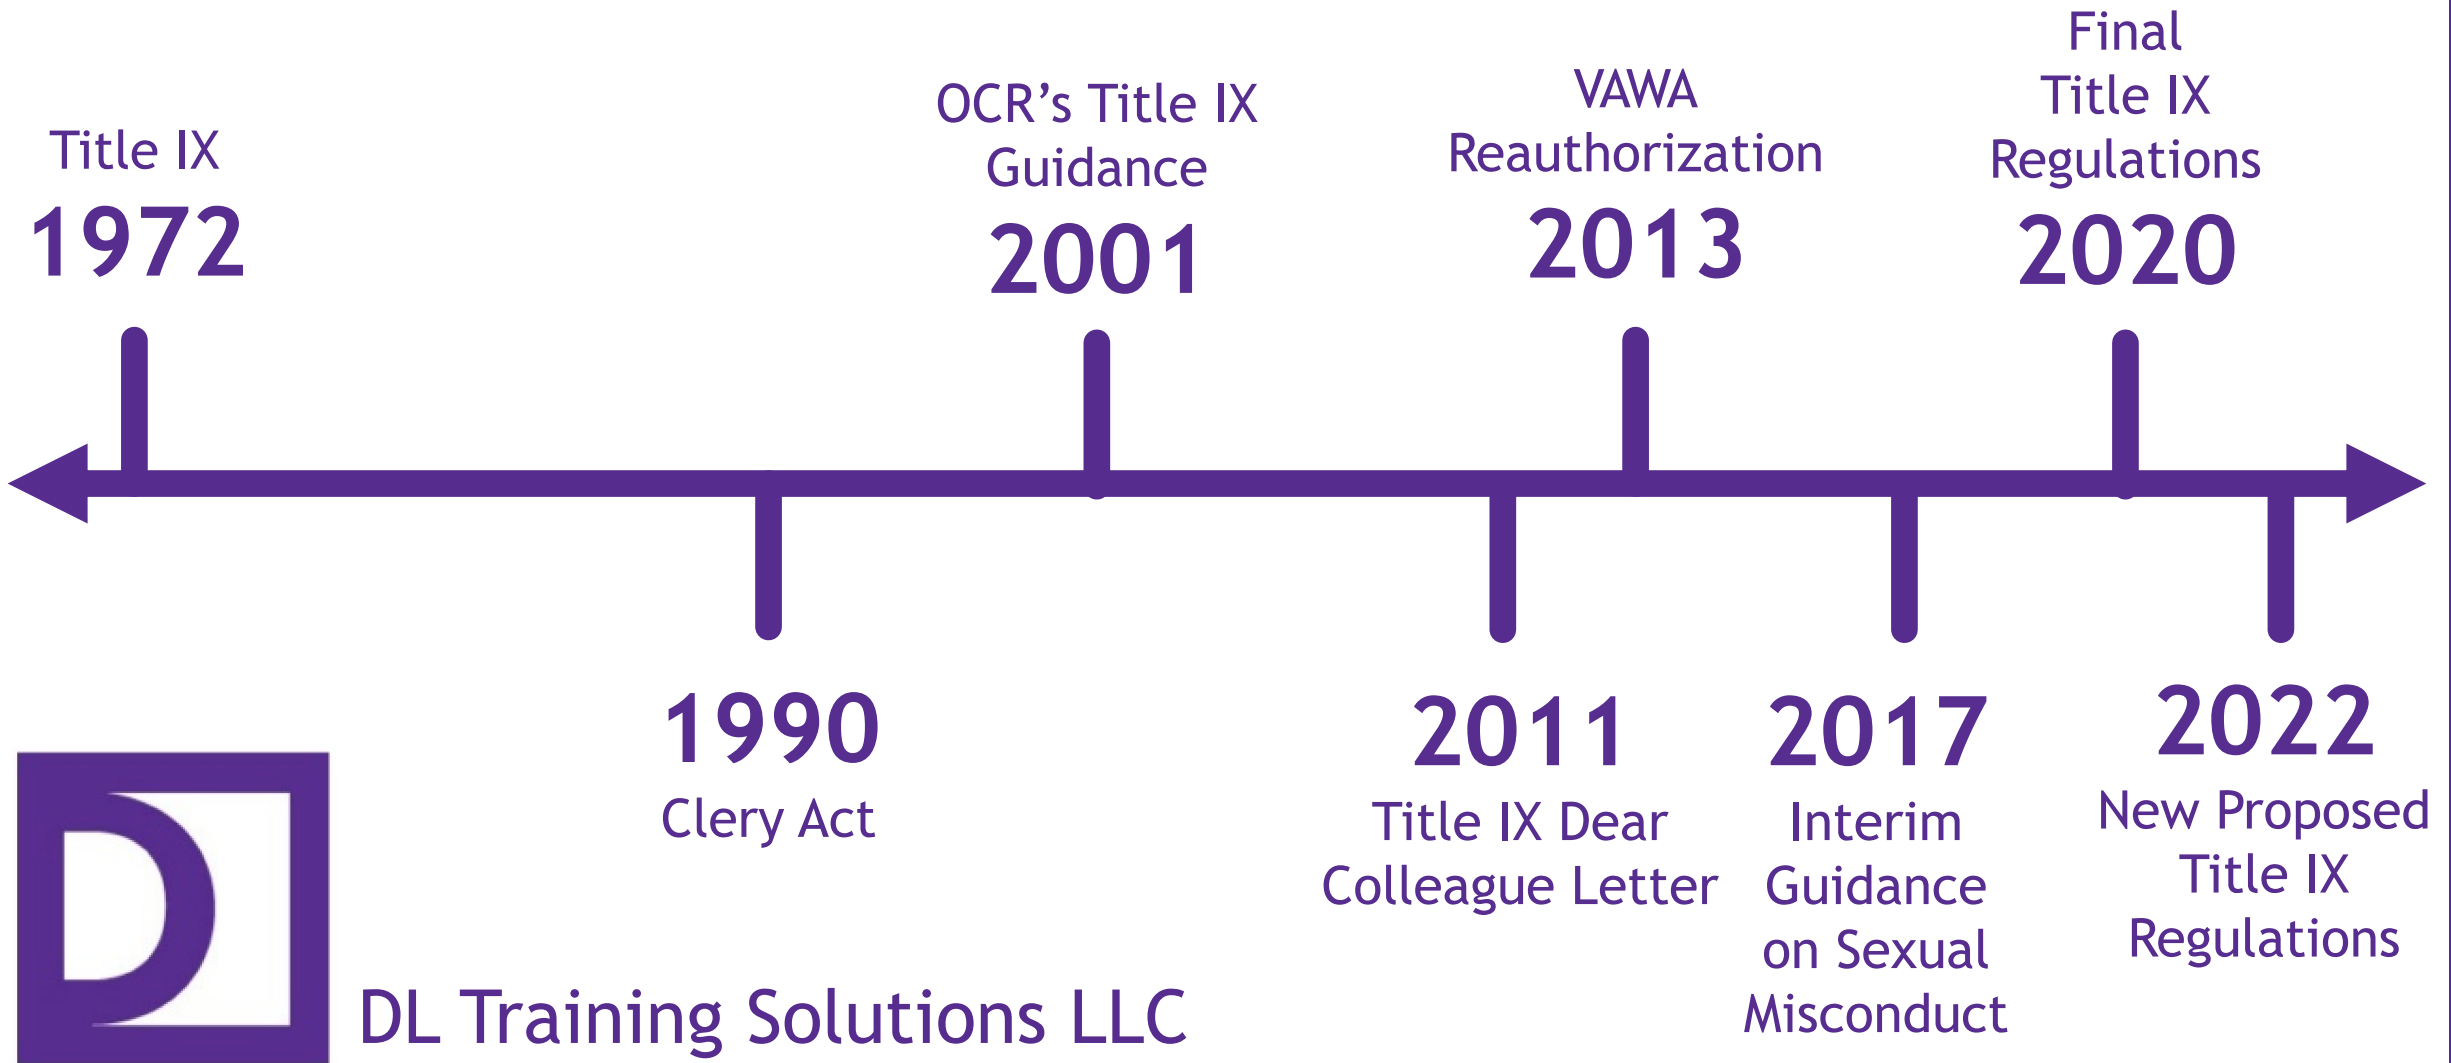 Title IX
1972
OCR’s Title IX
Guidance
2001
VAWA
Reauthorization
2013
Final
Title IX
Regulations
2020
1990
Clery Act
2011
Title IX Dear
Colleague Letter
2017
Interim
Guidance
on Sexual
Misconduct
2022
New Proposed
Title IX
Regulations
D
DL Training Solutions LLC